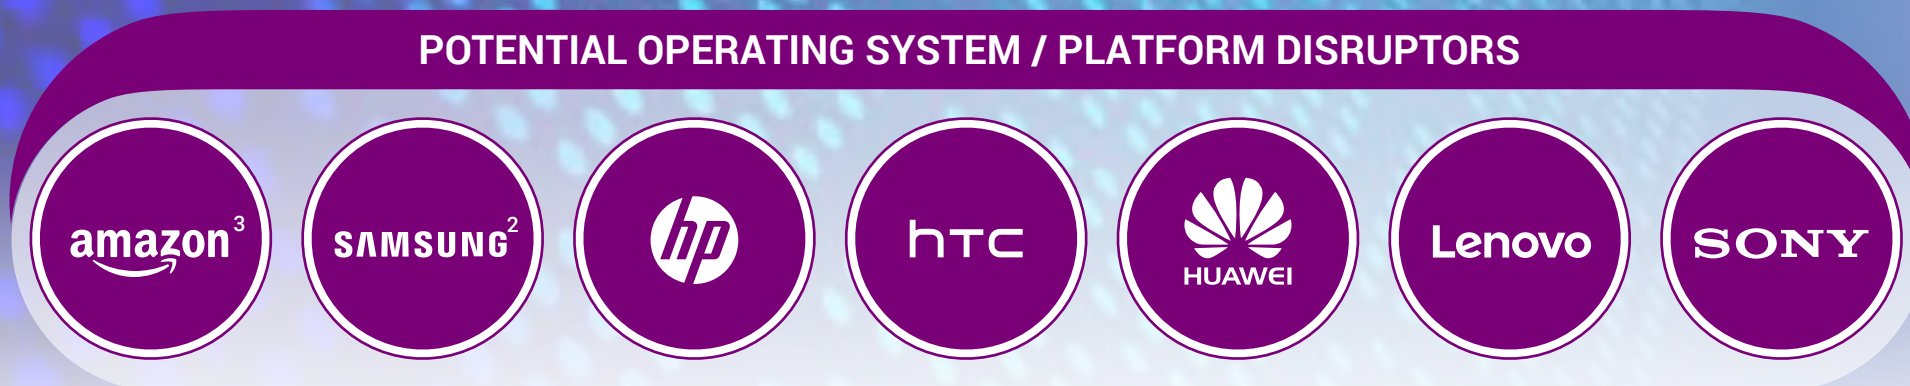 POTENTIAL OPERATING SYSTEM / PLATFORM DISRUPTORS
amazon³
SAMSUNG²
hp
hTC
HUAWEI
Lenovo
SONY